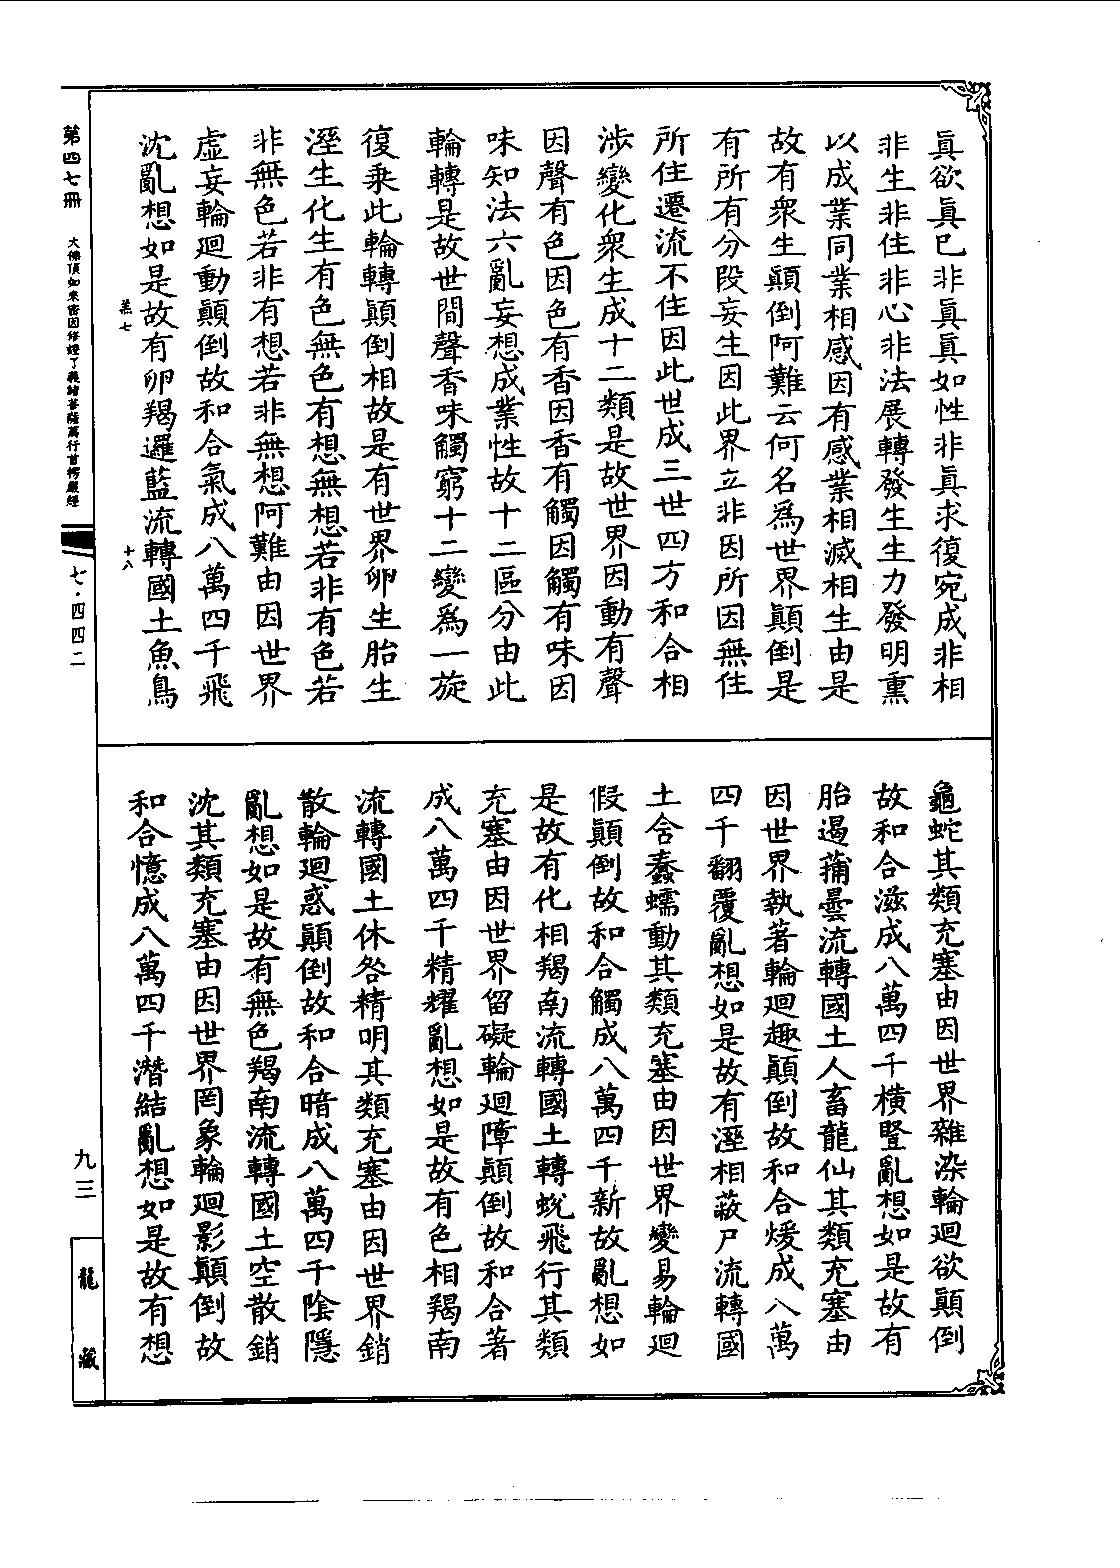 眞欲眞已非眞眞如性非眞求復宛成非相
非生非住非心非法展轉發生生力發明熏
以成業同業相感因有感業相滅相生由是
故有衆生顚倒阿難云何名爲世界顚倒是
有所有分段妄生因此界立非因所因無住
所住遷流不住因此世成三世四方和合相
涉變化衆生成十二類是故世界因動有聲
因聲有色因色有香因香有觸因觸有味因
味知法六亂妄想成業性故十二區分由此
輪轉是故世間聲香味觸窮十二變爲一旋
復乘此輪轉顚倒相故是有世界卵生胎生
溼生化生有色無色有想無想若非有色若
非無色若非有想若非無想阿難由因世界
虛妄輪迴動顚倒故和合氣成八萬四千飛
沈亂想如是故有卵羯邏藍流轉國土魚鳥
龜蛇其類充塞由因世界雜染輪迴欲顚倒
故和合滋成八萬四千橫豎亂想如是故有
胎遏蒱曇流轉國土人畜龍仙其類充塞由
因世界執著輪迴趣顚倒故和合煖成八萬
四千翻覆亂想如是故有溼相蔽尸流轉國
土含蠢蠕動其類充塞由因世界變易輪迴
假顚倒故和合觸成八萬四千新故亂想如
是故有化相羯南流轉國土轉蛻飛行其類
充塞由因世界留礙輪迴障顚倒故和合著
成八萬四千精耀亂想如是故有色相羯南
流轉國土休咎精明其類充塞由因世界銷
散輪迴惑顚倒故和合暗成八萬四千陰隱
亂想如是故有無色羯南流轉國土空散銷
沈其類充塞由因世界罔象輪迴影顚倒故
和合憶成八萬四千潛結亂想如是故有想
第四七冊
大佛頂如來密因修證了義諸菩薩萬行首楞嚴經
羔七
十八
七·四四二
九三
龍藏